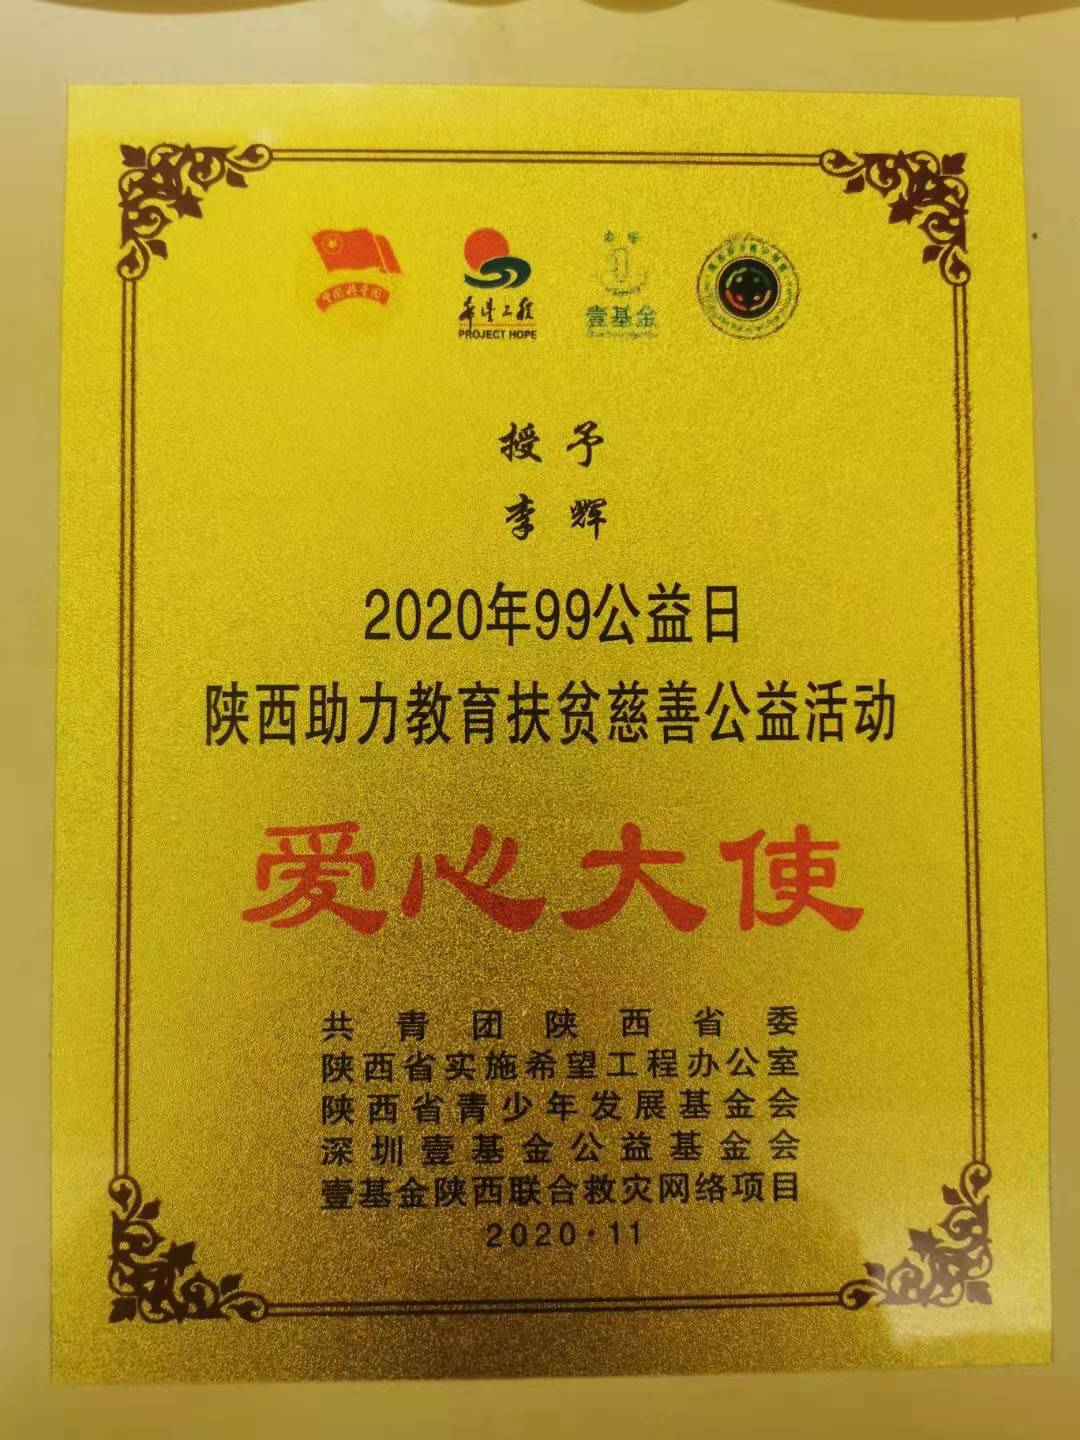 中国共青团
希望工程
PROJECT HOPE
壹基金
授予
李辉
2020年99公益日
陕西助力教育扶贫慈善公益活动
爱心大使
共青团陕西省委
陕西省实施希望工程办公室
陕西省青少年发展基金会
深圳壹基金公益基金会
壹基金陕西联合救灾网络项目
2020·11